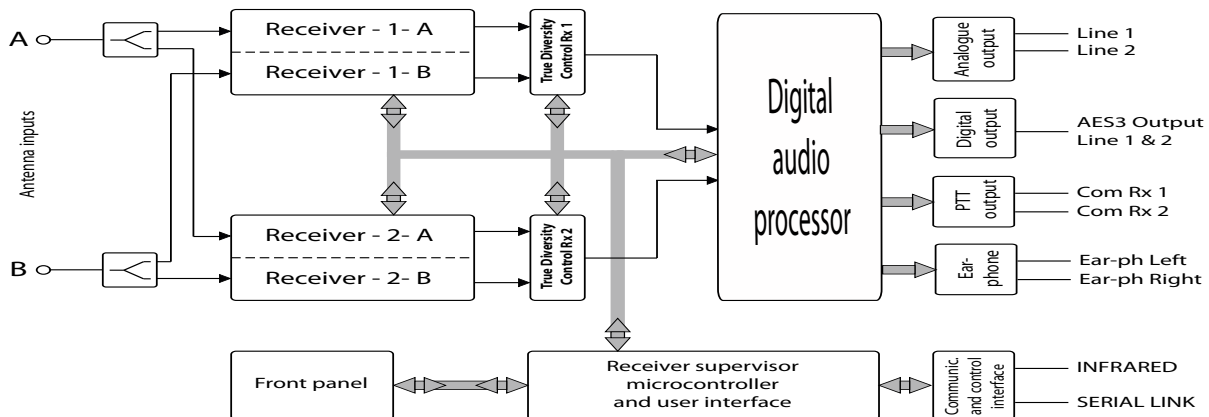 A
Antenna inputs
B
Receiver - 1- A
Receiver - 1- B
True Diversity
Control Rx 1
Receiver - 2- A
Receiver - 2- B
True Diversity
Control Rx2
Digital
audio
processor
Analogue
output
Line 1
Line 2
Digital
output
AES3 Output
Line 1 & 2
PTT
output
Com Rx 1
Com Rx 2
Ear-
phone
Ear-ph Left
Ear-ph Right
Front panel
Receiver supervisor
microcontroller
and user interface
Communic.
and control
interface
INFRARED
SERIAL LINK